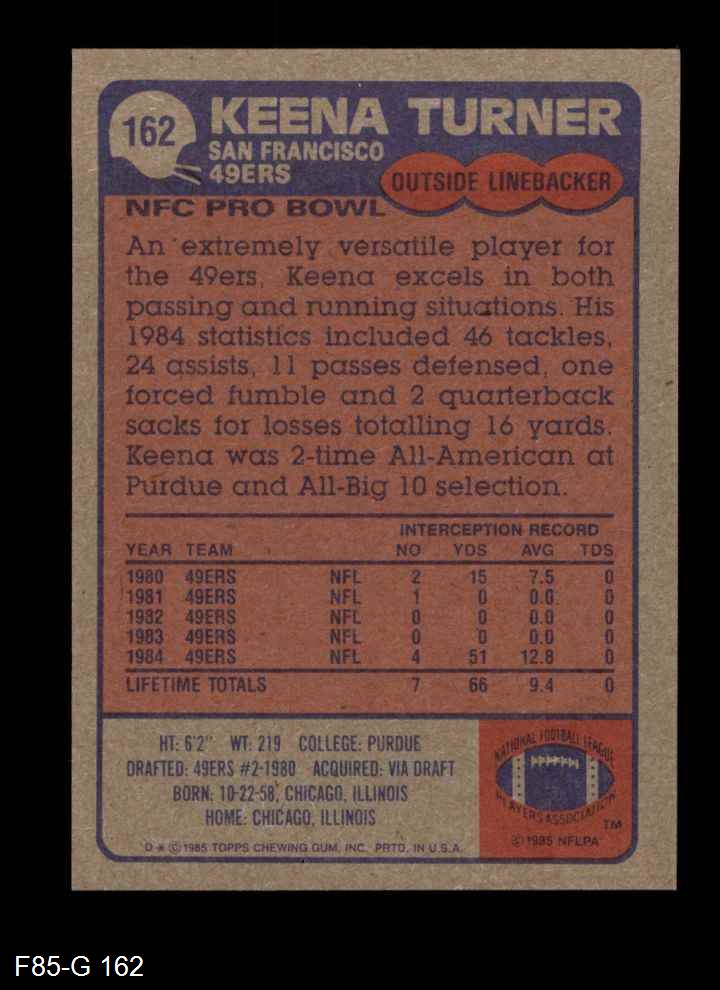 162
KEENA TURNER
SAN FRANCISCO
49ERS
OUTSIDE LINEBACKER
NFC PRO BOWL
An extremely versatile player for
the 49ers, Keena excels in both
passing and running situations. His
1984 statistics included 46 tackles,
24 assists, 11 passes defensed, one
forced fumble and 2 quarterback
sacks for losses totalling 16 yards.
Keena was 2-time All-American at
Purdue and All-Big 10 selection.
INTERCEPTION RECORD
YEAR TEAM NO YDS AVG TDS
1980 49ERS NFL 2 15 7.5 0
1981 49ERS NFL 1 0 0.0 0
1982 49ERS NFL 0 0 0.0 0
1983 49ERS NFL 0 0 0.0 0
1984 49ERS NFL 4 51 12.8 0
LIFETIME TOTALS 7 66 9.4 0
HT: 6'2" WT: 219 COLLEGE: PURDUE
DRAFTED: 49ERS #2-1980 ACQUIRED: VIA DRAFT
BORN: 10-22-58, CHICAGO, ILLINOIS
HOME: CHICAGO, ILLINOIS
D * © 1985 TOPPS CHEWING GUM, INC. PRTD. IN U.S.A.
NATIONAL FOOTBALL LEAGUE
PLAYERS ASSOCIATION
TM
© 1985 NFLPA
F85-G 162